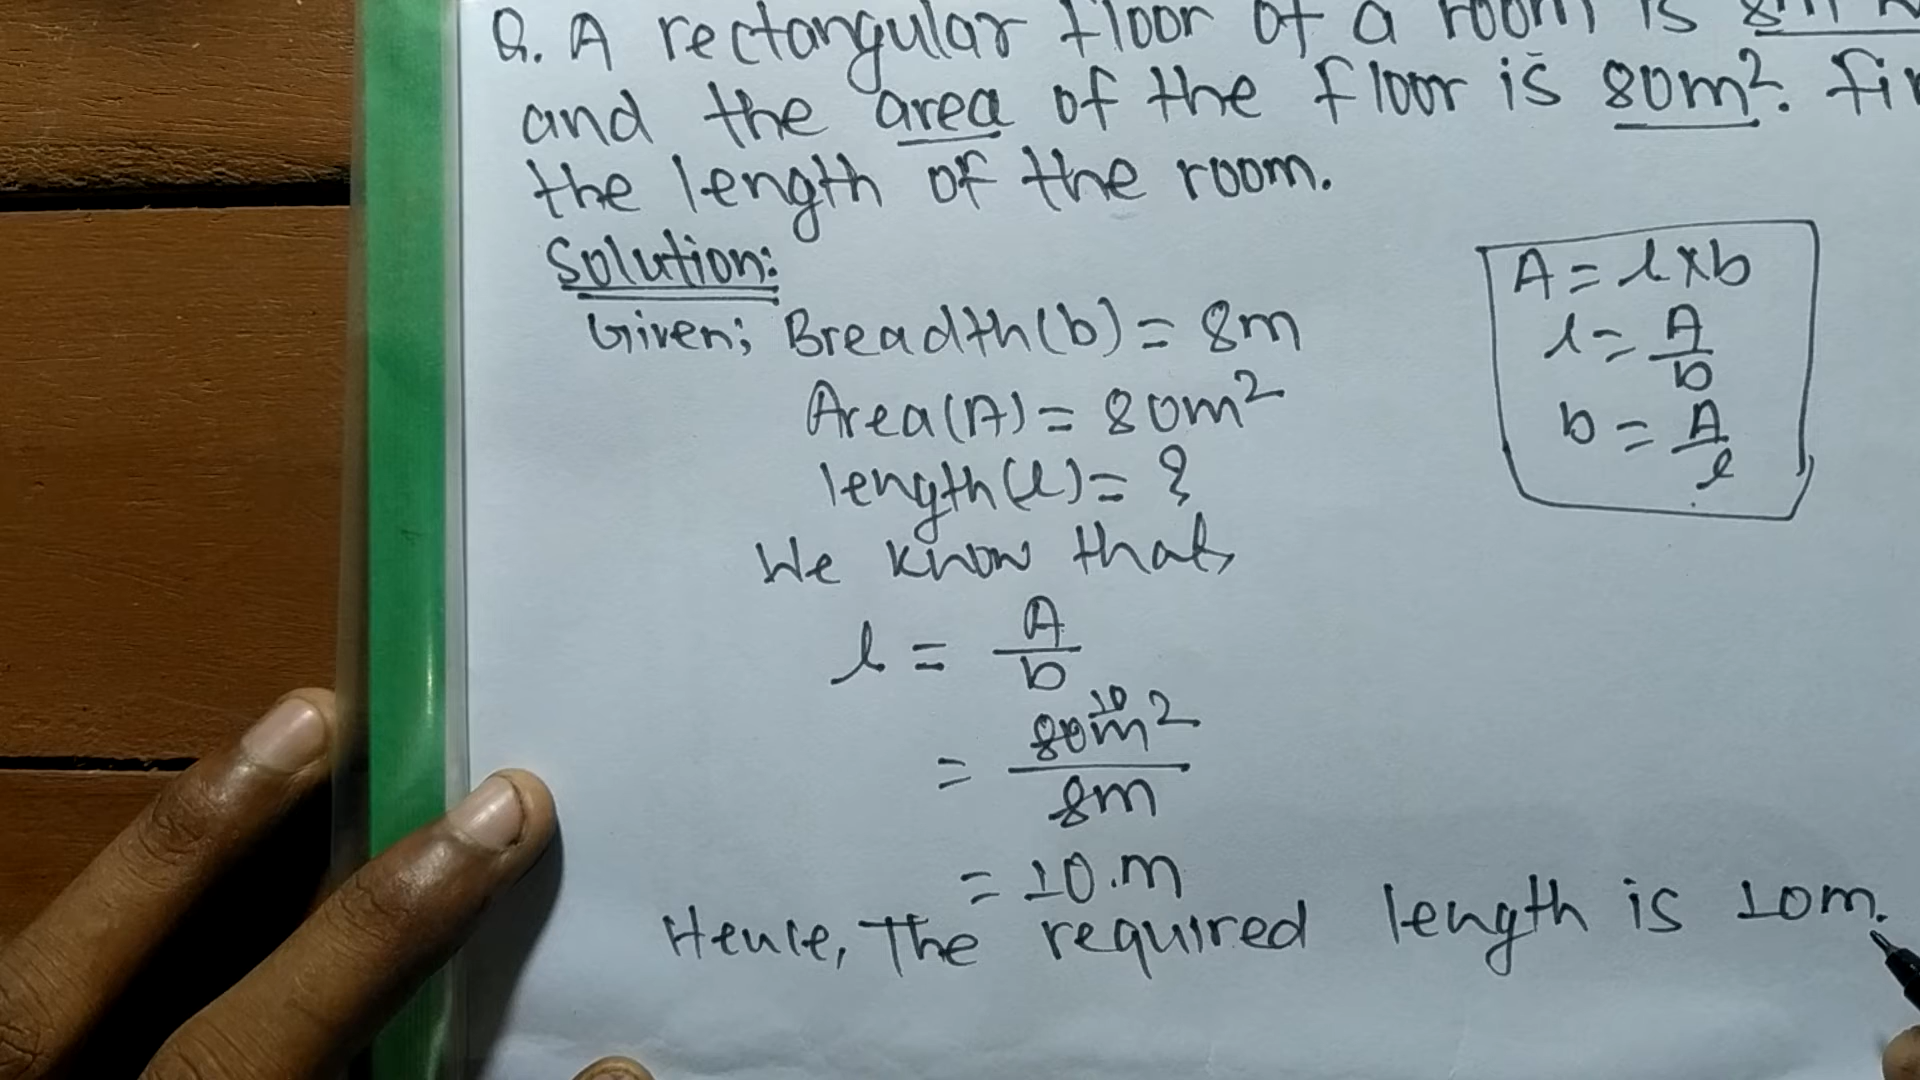 Q. A rectangular floor of a room is 8m
and the area of the floor is 80m². fi
the length of the room.
Solution:
Given; Breadth(b) = 8m
Area(A) = 80m²
length(l) = ?
We know that,
l = A/b
= 80m²/8m 10
= 10.m
Hence, The required length is 10m.
A = l×b
l = A/b
b = A/l